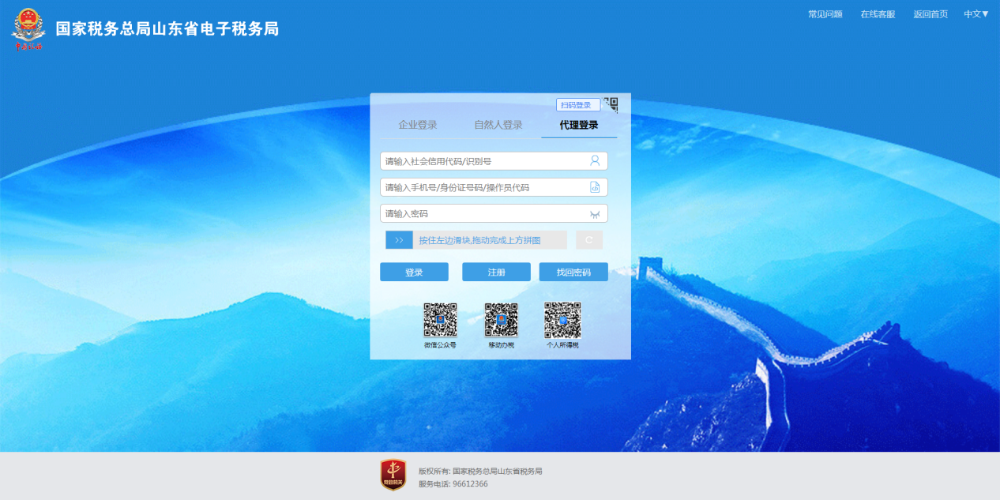 国家税务总局山东省电子税务局
常见问题 在线客服 返回首页 中文▼
扫码登录
企业登录 自然人登录 代理登录
请输入社会信用代码/识别号
请输入手机号/身份证号码/操作员代码
请输入密码
>> 按住左边滑块,拖动完成上方拼图
登录 注册 找回密码
微信公众号 移动办税 个人所得税
党政机关
版权所有: 国家税务总局山东省税务局
服务电话: 96612366